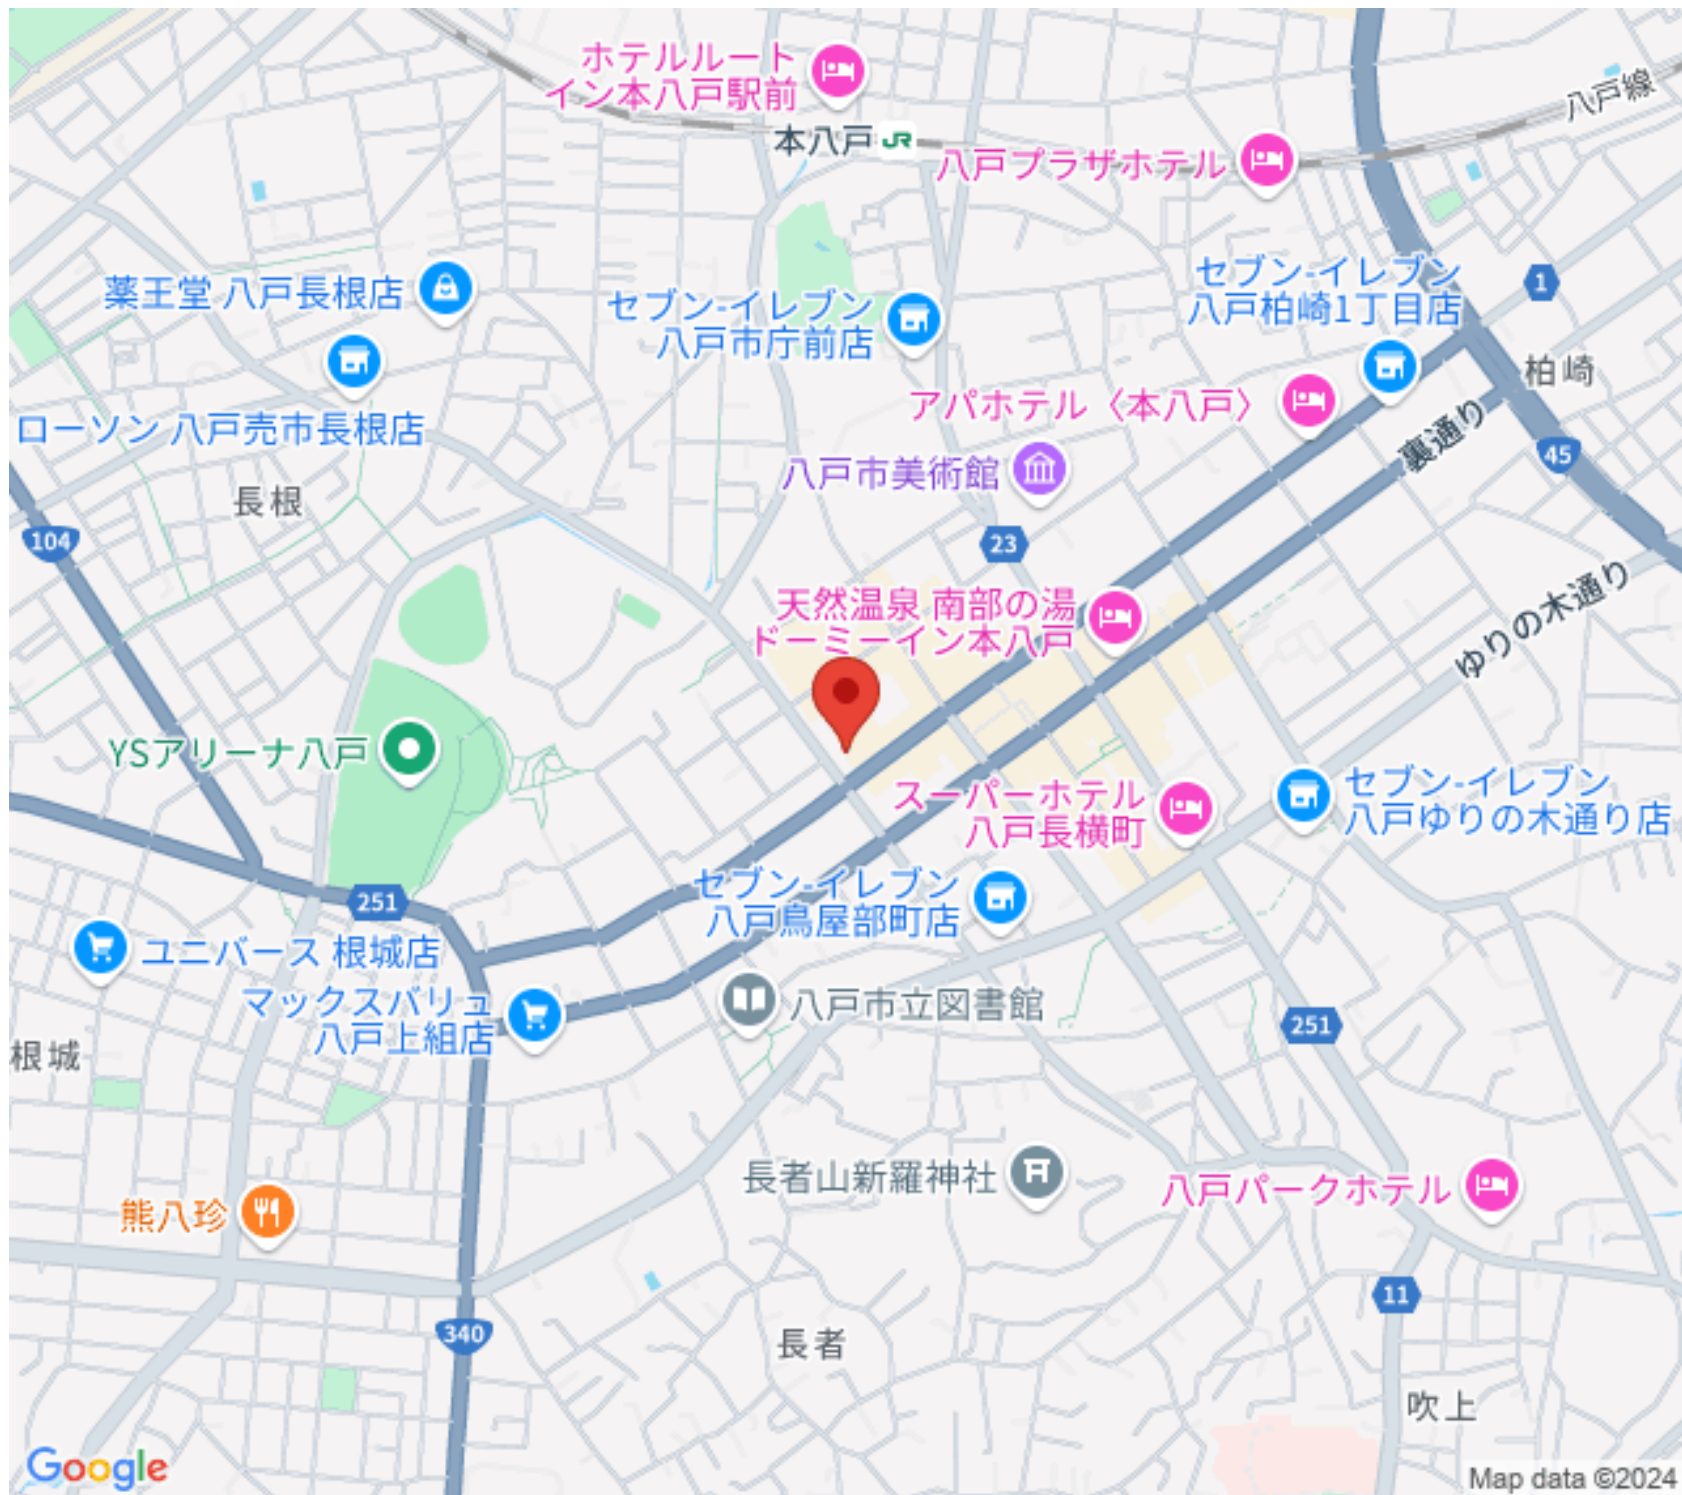 ホテルルート
イン本八戸駅前
本八戸
JR
八戸線
八戸プラザホテル
薬王堂 八戸長根店
セブン-イレブン
八戸市庁前店
セブン-イレブン
八戸柏崎1丁目店
1
ローソン 八戸売市長根店
柏崎
アパホテル〈本八戸〉
裏通り
45
八戸市美術館
長根
104
23
天然温泉 南部の湯
ドーミーイン本八戸
ゆりの木通り
YSアリーナ八戸
スーパーホテル
八戸長横町
セブン-イレブン
八戸ゆりの木通り店
251
セブン-イレブン
八戸鳥屋部町店
ユニバース 根城店
マックスバリュ
八戸上組店
八戸市立図書館
251
根城
長者山新羅神社
八戸パークホテル
熊八珍
11
340
長者
吹上
Google
Map data ©2024